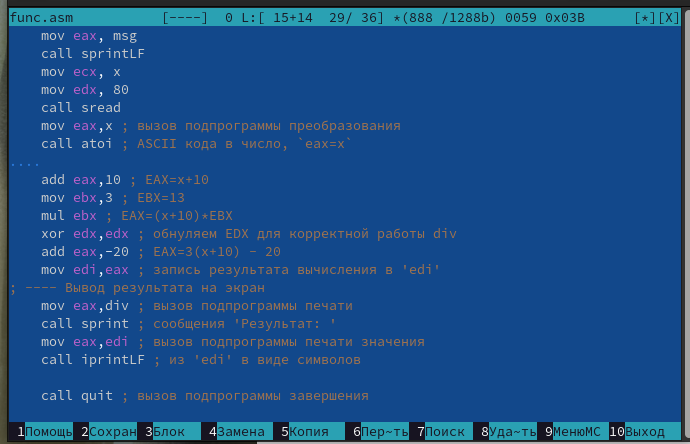 func.asm [----] 0 L:[ 15+14 29/ 36] *(888 /1288b) 0059 0x03B [*][X]
mov eax, msg
call sprintLF
mov ecx, x
mov edx, 80
call sread
mov eax,x ; вызов подпрограммы преобразования
call atoi ; ASCII кода в число, `eax=x`
....
add eax,10 ; EAX=x+10
mov ebx,3 ; EBX=13
mul ebx ; EAX=(x+10)*EBX
xor edx,edx ; обнуляем EDX для корректной работы div
add eax,-20 ; EAX=3(x+10) - 20
mov edi,eax ; запись результата вычисления в 'edi'
; ---- Вывод результата на экран
mov eax,div ; вызов подпрограммы печати
call sprint ; сообщения 'Результат: '
mov eax,edi ; вызов подпрограммы печати значения
call iprintLF ; из 'edi' в виде символов
call quit ; вызов подпрограммы завершения
1Помощь 2Сохран 3Блок 4Замена 5Копия 6Пер~ть 7Поиск 8Уда~ть 9МенюMC 10Выход